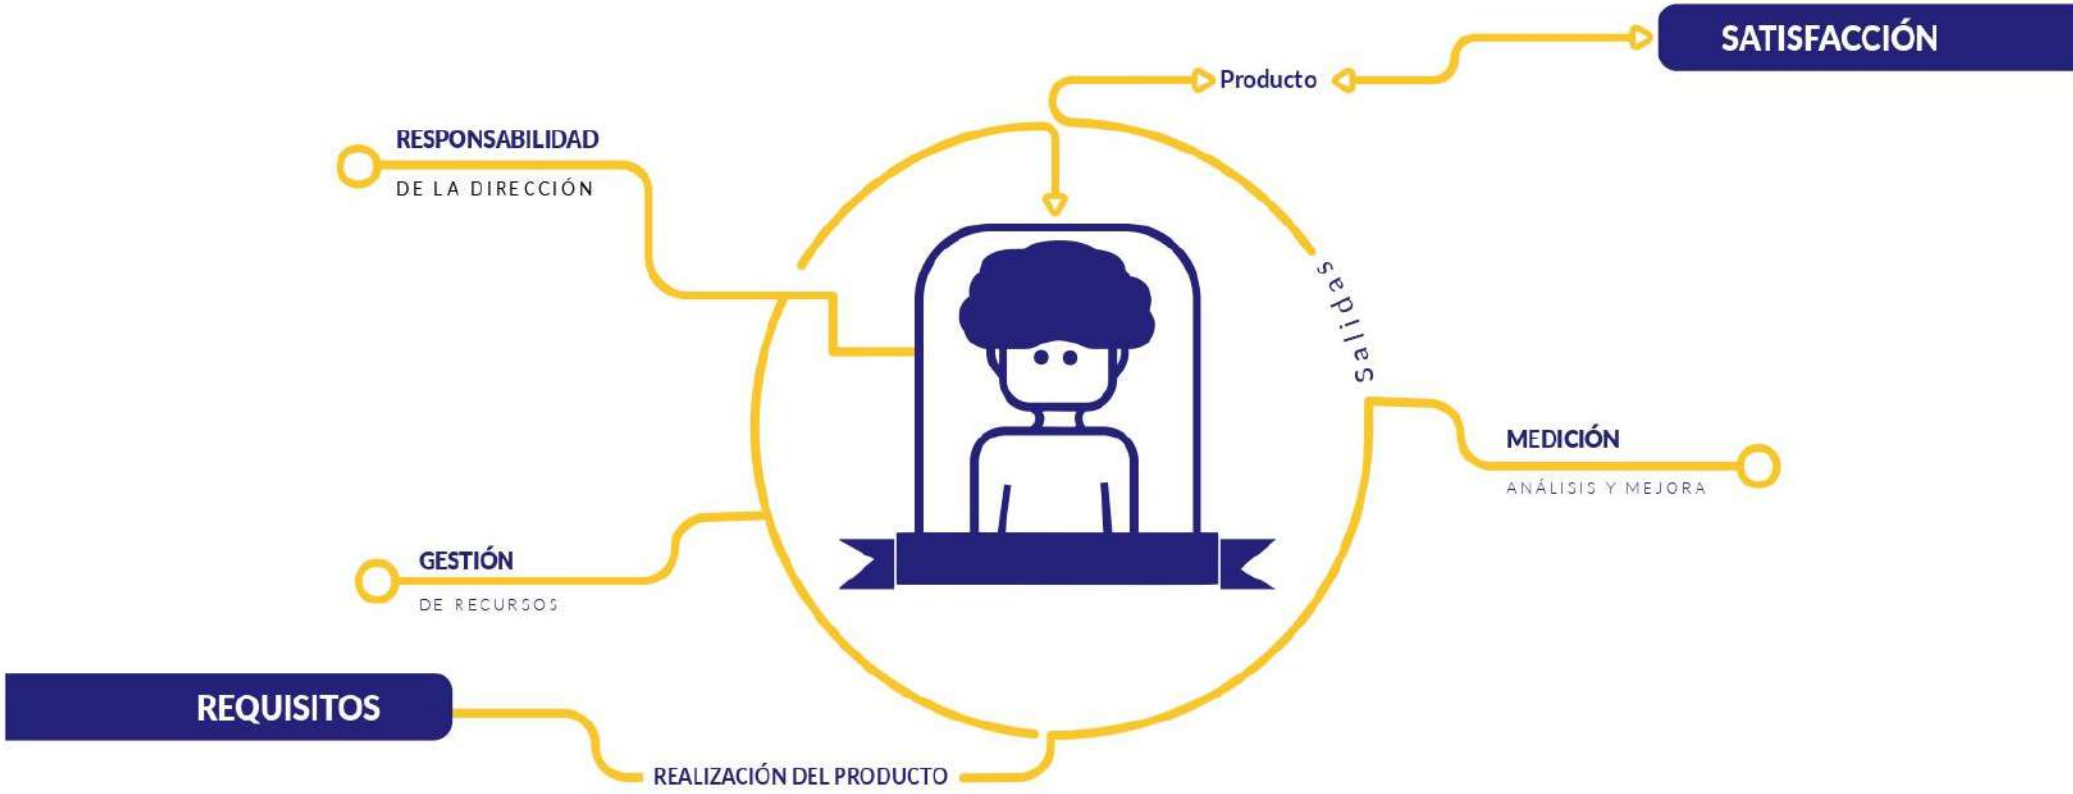 SATISFACCIÓN
Producto
RESPONSABILIDAD
DE LA DIRECCIÓN
Salidas
MEDICIÓN
ANÁLISIS Y MEJORA
GESTIÓN
DE RECURSOS
REQUISITOS
REALIZACIÓN DEL PRODUCTO